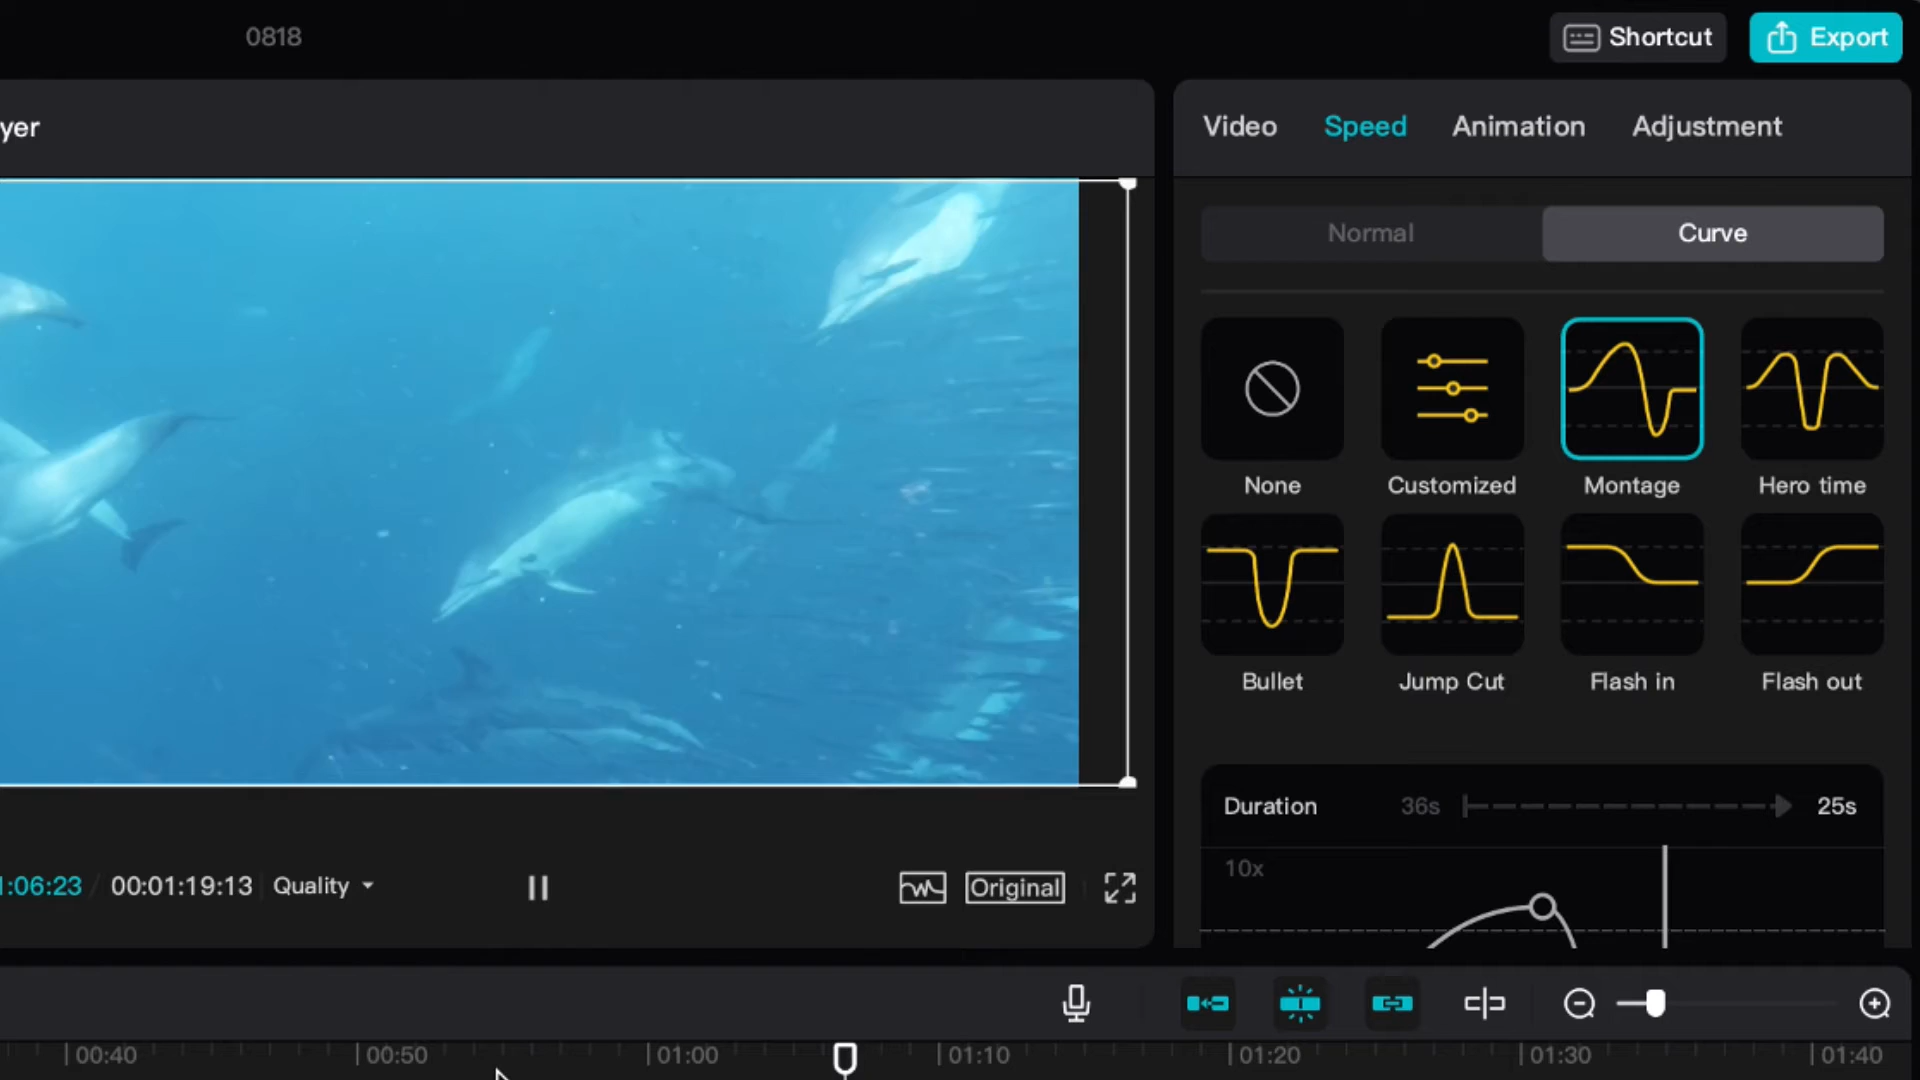 0818
Shortcut
Export
yer
Video Speed Animation Adjustment
Normal Curve
None Customized Montage Hero time
Bullet Jump Cut Flash in Flash out
Duration 36s 25s
10x
:06:23 / 00:01:19:13 Quality
Original
00:40 00:50 01:00 01:10 01:20 01:30 01:40